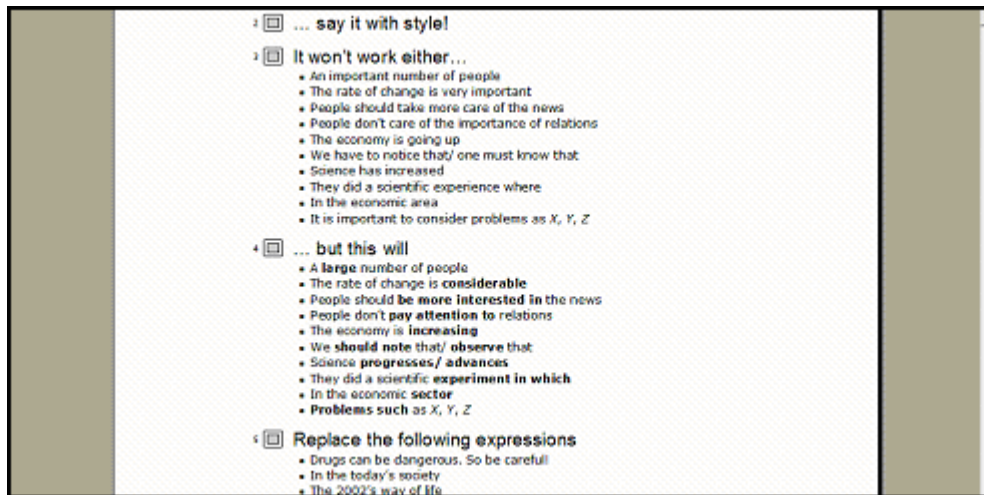 2 ... say it with style!
3 It won't work either...
• An important number of people
• The rate of change is very important
• People should take more care of the news
• People don't care of the importance of relations
• The economy is going up
• We have to notice that/ one must know that
• Science has increased
• They did a scientific experience where
• In the economic area
• It is important to consider problems as X, Y, Z
4 ... but this will
• A large number of people
• The rate of change is considerable
• People should be more interested in the news
• People don't pay attention to relations
• The economy is increasing
• We should note that/ observe that
• Science progresses/ advances
• They did a scientific experiment in which
• In the economic sector
• Problems such as X, Y, Z
5 Replace the following expressions
• Drugs can be dangerous. So be careful!
• In the today's society
• The 2002's way of life